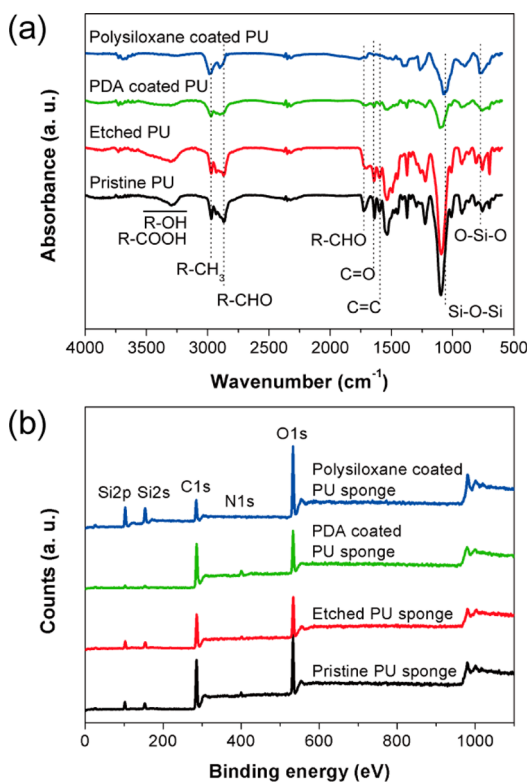 (a)
Polysiloxane coated PU
PDA coated PU
Etched PU
Pristine PU
R-OH
R-COOH
R-CH3
R-CHO
R-CHO
C=O
C=C
O-Si-O
Si-O-Si
Absorbance (a. u.)
4000 3500 3000 2500 2000 1500 1000 500
Wavenumber (cm-1)
(b)
O1s
Si2p Si2s C1s N1s
Polysiloxane coated
PU sponge
PDA coated
PU sponge
Etched PU sponge
Pristine PU sponge
Counts (a. u.)
0 200 400 600 800 1000
Binding energy (eV)